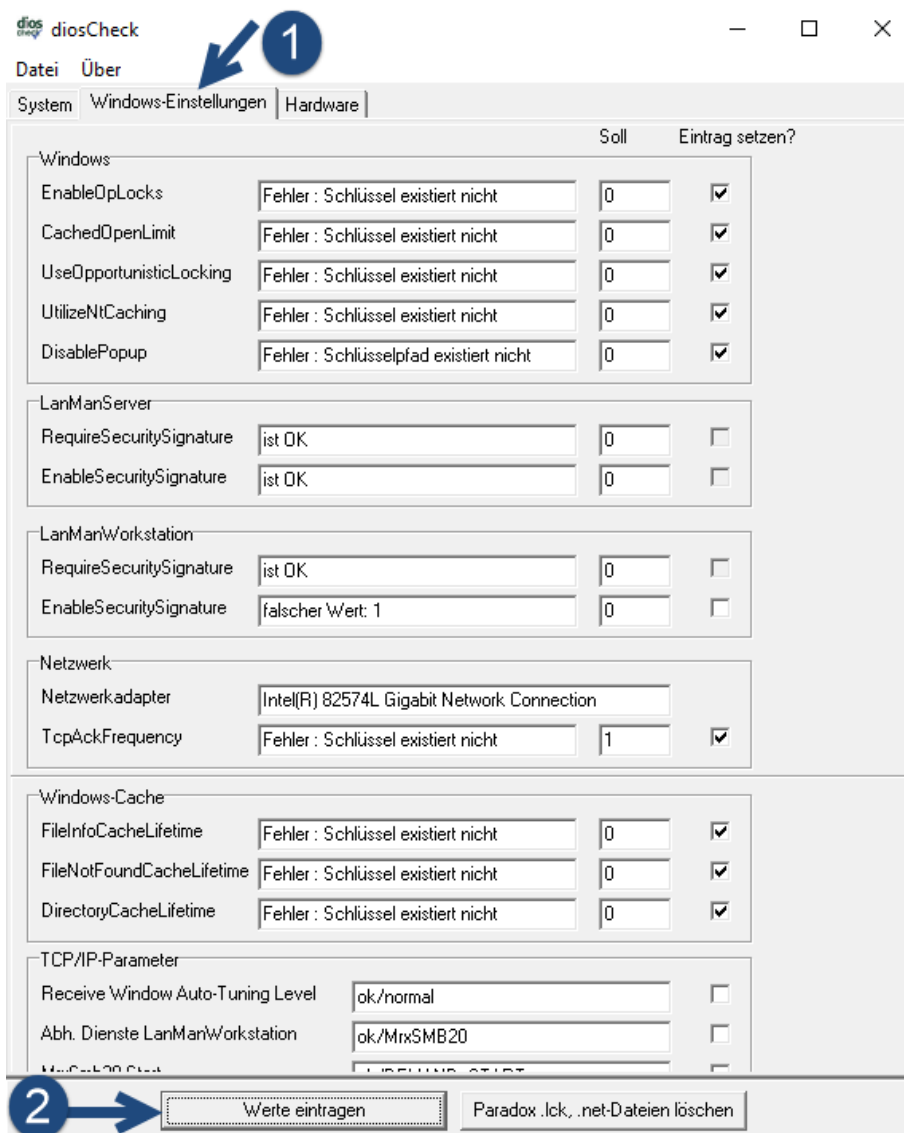 dios check diosCheck
1
Datei Über
System Windows-Einstellungen Hardware
Soll Eintrag setzen?
Windows
EnableOpLocks Fehler : Schlüssel existiert nicht 0
CachedOpenLimit Fehler : Schlüssel existiert nicht 0
UseOpportunisticLocking Fehler : Schlüssel existiert nicht 0
UtilizeNtCaching Fehler : Schlüssel existiert nicht 0
DisablePopup Fehler : Schlüsselpfad existiert nicht 0
LanManServer
RequireSecuritySignature ist OK 0
EnableSecuritySignature ist OK 0
LanManWorkstation
RequireSecuritySignature ist OK 0
EnableSecuritySignature falscher Wert: 1 0
Netzwerk
Netzwerkadapter Intel(R) 82574L Gigabit Network Connection
TcpAckFrequency Fehler : Schlüssel existiert nicht 1
Windows-Cache
FileInfoCacheLifetime Fehler : Schlüssel existiert nicht 0
FileNotFoundCacheLifetime Fehler : Schlüssel existiert nicht 0
DirectoryCacheLifetime Fehler : Schlüssel existiert nicht 0
TCP/IP-Parameter
Receive Window Auto-Tuning Level ok/normal
Abh. Dienste LanManWorkstation ok/MrxSMB20
2
Werte eintragen Paradox .lck, .net-Dateien löschen